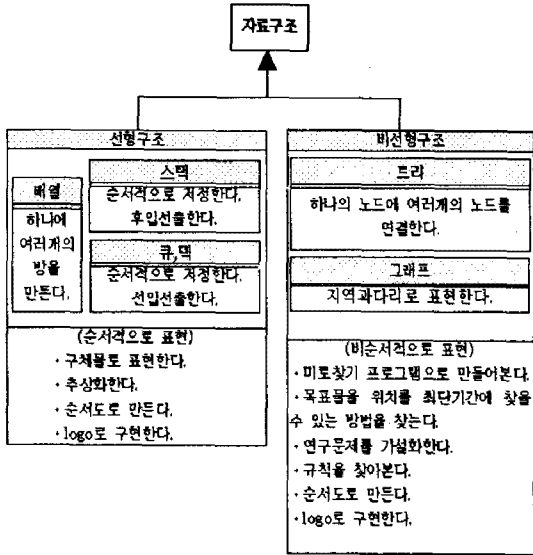 자료구조
선형구조
배열
하나에
여러개의
방을
만든다.
스택
순서적으로 저정한다.
후입선출한다.
큐,덱
순서적으로 저정한다.
선입선출한다.
(순서적으로 표현)
· 구체물로 표현한다.
· 추상화한다.
· 순서도로 만든다.
· logo로 구현한다.
비선형구조
트리
하나의 노드에 여러개의 노드를
연결한다.
그래프
지역과다리로 표현한다.
(비순서적으로 표현)
· 미로찾기 프로그램으로 만들어본다.
· 목표물을 위치를 최단기간에 찾을
수 있는 방법을 찾는다.
· 연구문제를 가설화한다.
· 규칙을 찾아본다.
· 순서도로 만든다.
· logo로 구현한다.